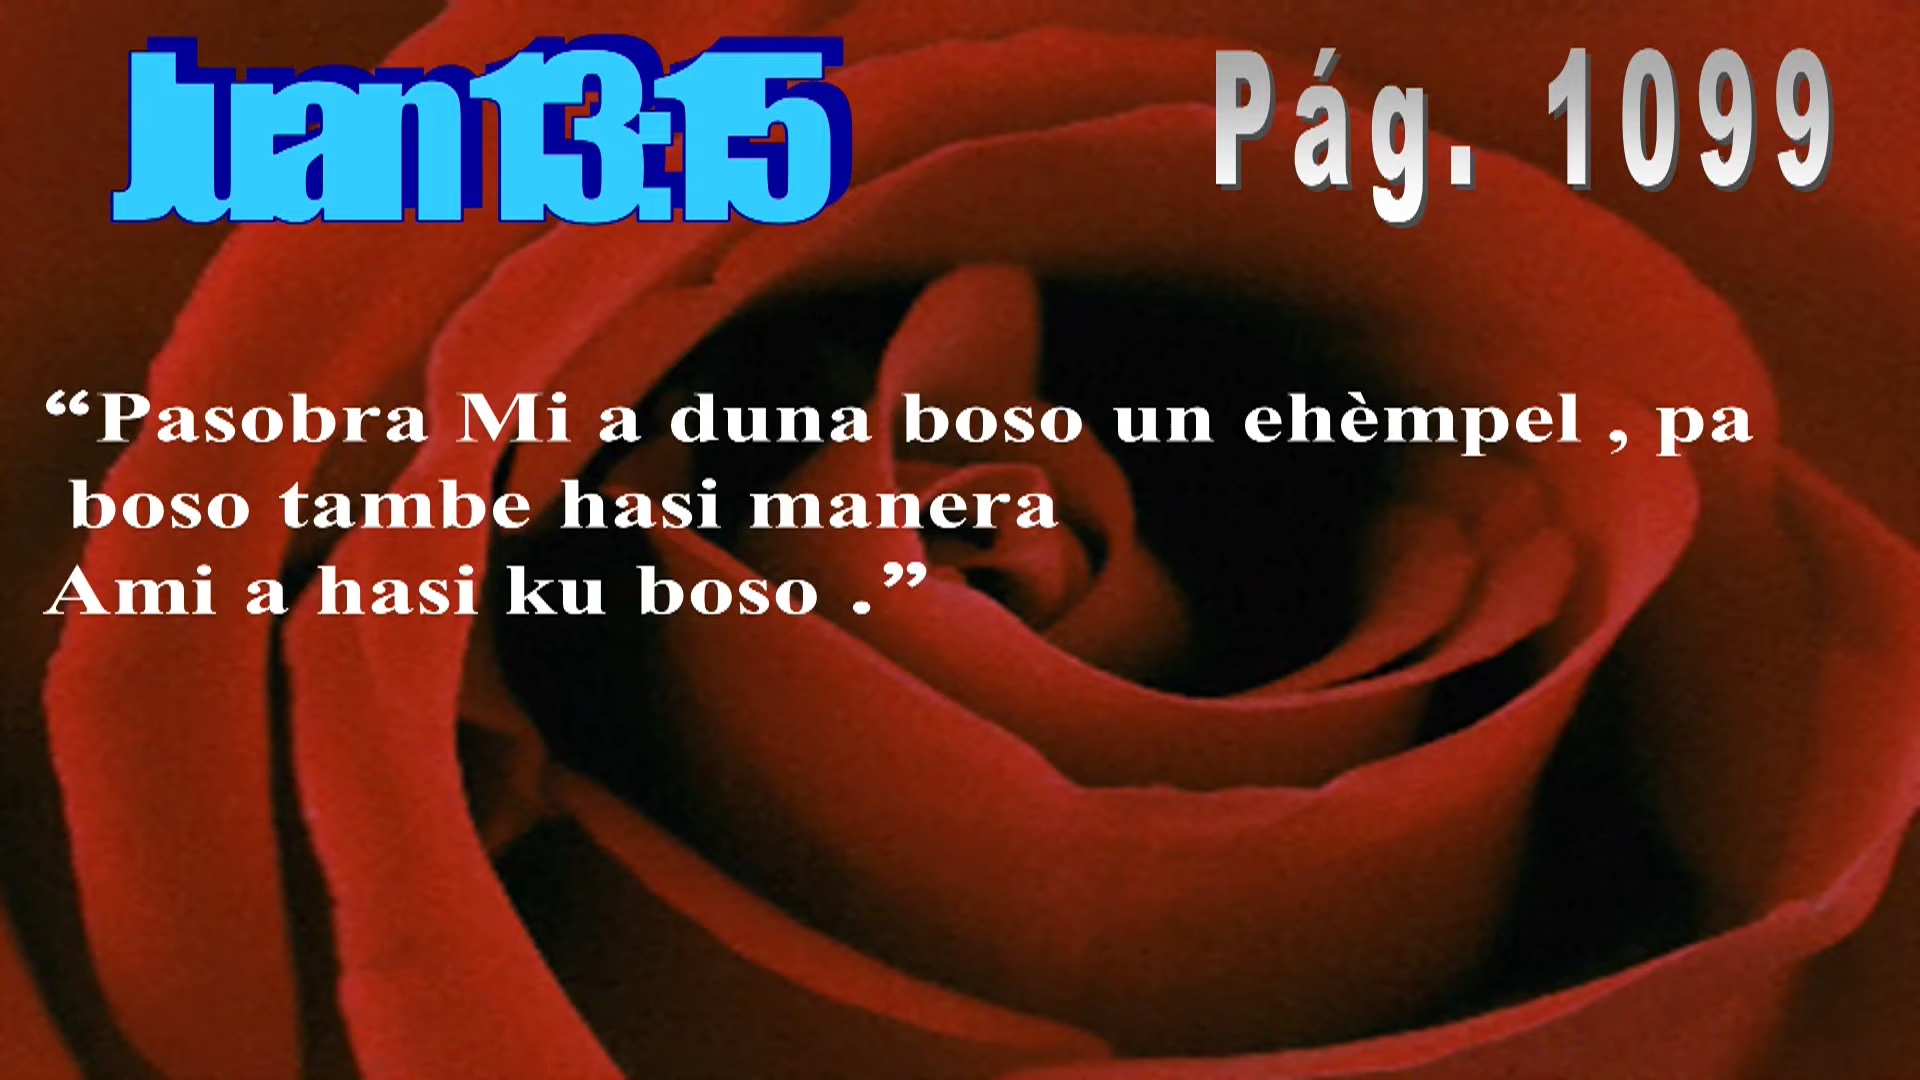 Juan 13:15
Pág. 1099
“Pasobra Mi a duna boso un ehèmpel , pa
boso tambe hasi manera
Ami a hasi ku boso .”